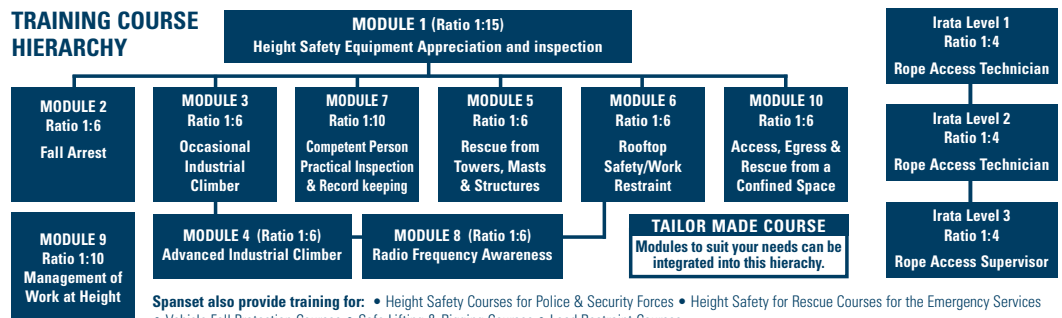 TRAINING COURSE
HIERARCHY
MODULE 1 (Ratio 1:15)
Height Safety Equipment Appreciation and inspection
MODULE 2
Ratio 1:6
Fall Arrest
MODULE 3
Ratio 1:6
Occasional
Industrial
Climber
MODULE 7
Ratio 1:10
Competent Person
Practical Inspection
& Record keeping
MODULE 5
Ratio 1:6
Rescue from
Towers, Masts
& Structures
MODULE 6
Ratio 1:6
Rooftop
Safety/Work
Restraint
MODULE 10
Ratio 1:6
Access, Egress &
Rescue from a
Confined Space
MODULE 9
Ratio 1:10
Management of
Work at Height
MODULE 4 (Ratio 1:6)
Advanced Industrial Climber
MODULE 8 (Ratio 1:6)
Radio Frequency Awareness
TAILOR MADE COURSE
Modules to suit your needs can be
integrated into this hierachy.
Irata Level 1
Ratio 1:4
Rope Access Technician
Irata Level 2
Ratio 1:4
Rope Access Technician
Irata Level 3
Ratio 1:4
Rope Access Supervisor
Spanset also provide training for: • Height Safety Courses for Police & Security Forces • Height Safety for Rescue Courses for the Emergency Services